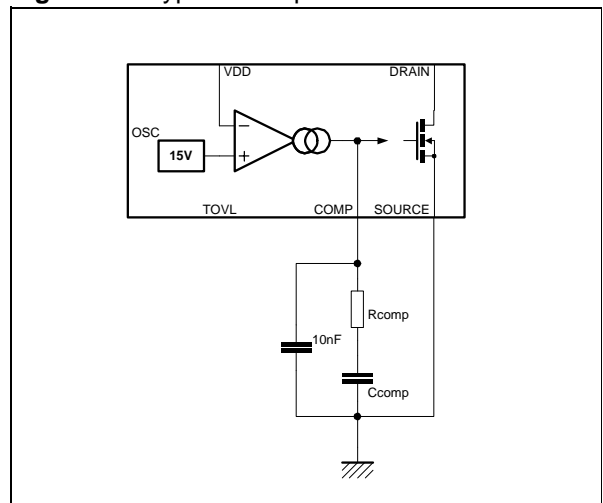 VDD DRAIN
OSC
15V
TOVL COMP SOURCE
Rcomp
10nF
Ccomp